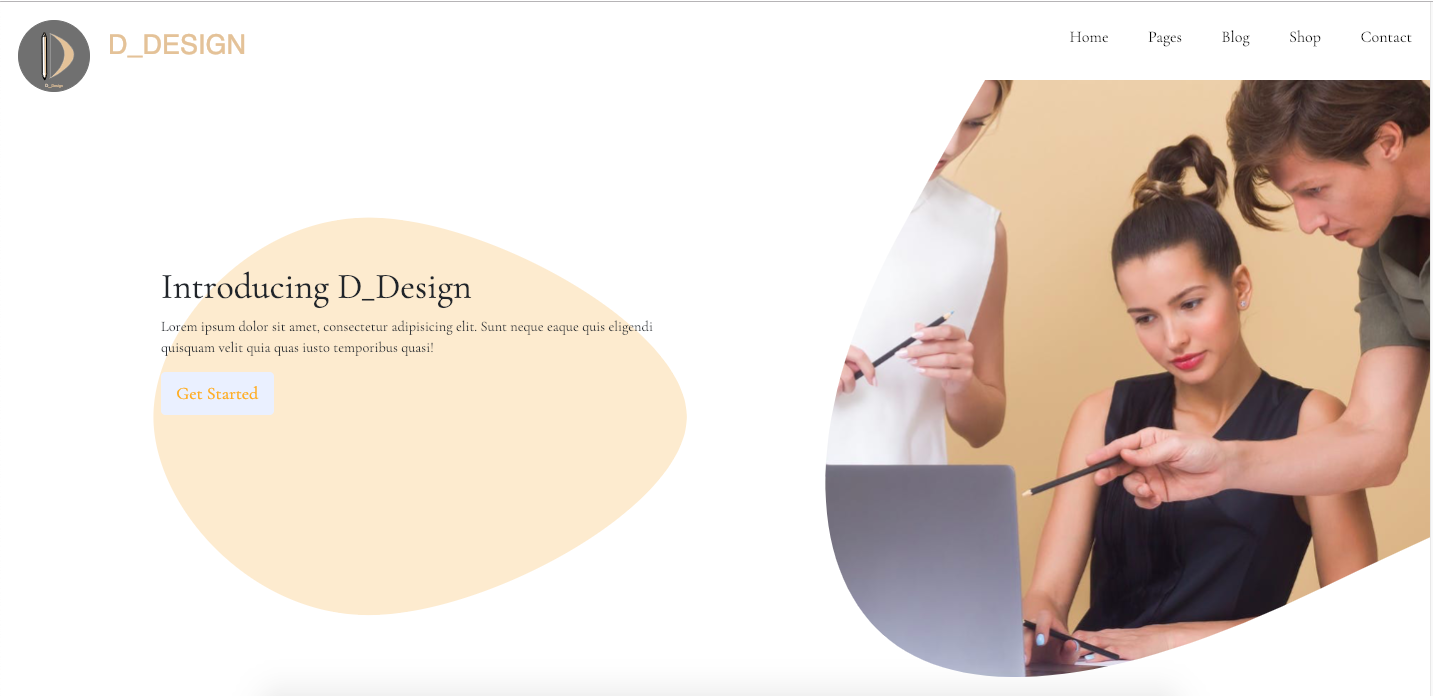 D_DESIGN
Home Pages Blog Shop Contact
D_Design
Introducing D_Design
Lorem ipsum dolor sit amet, consectetur adipisicing elit. Sunt neque eaque quis eligendi
quisquam velit quia quas iusto temporibus quasi!
Get Started